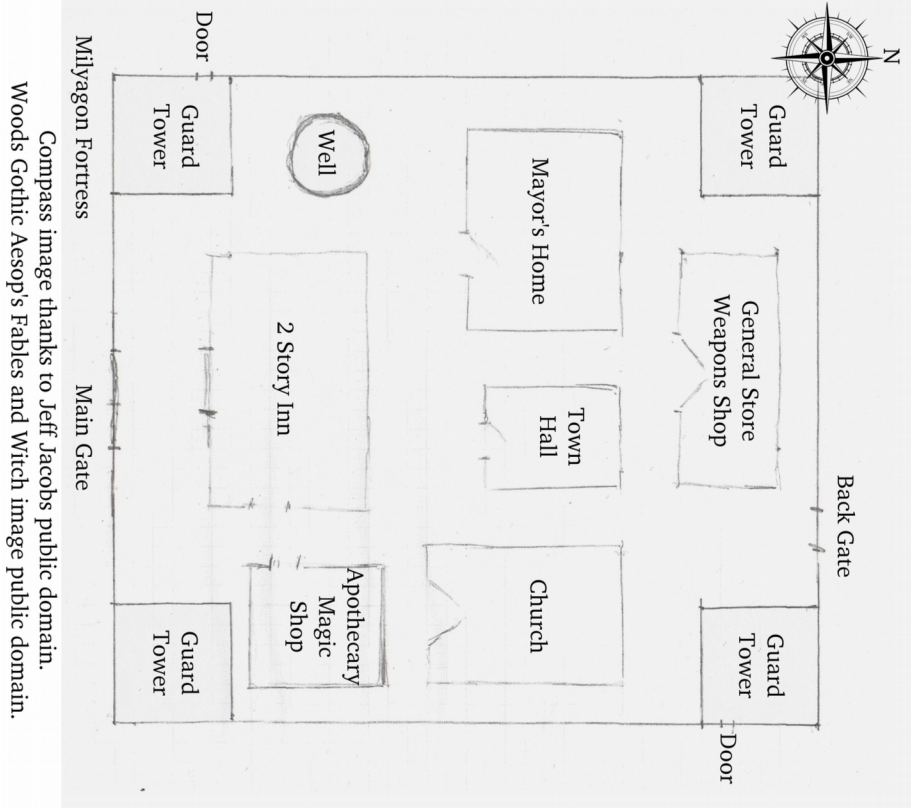 N
Back Gate
Guard
Tower
General Store
Weapons Shop
Guard
Tower
Door
Mayor's Home
Town
Hall
Church
Well
2 Story Inn
Apothecary
Magic
Shop
Door
Guard
Tower
Guard
Tower
Milyagon Fortress
Main Gate
Compass image thanks to Jeff Jacobs public domain.
Woods Gothic Aesop's Fables and Witch image public domain.